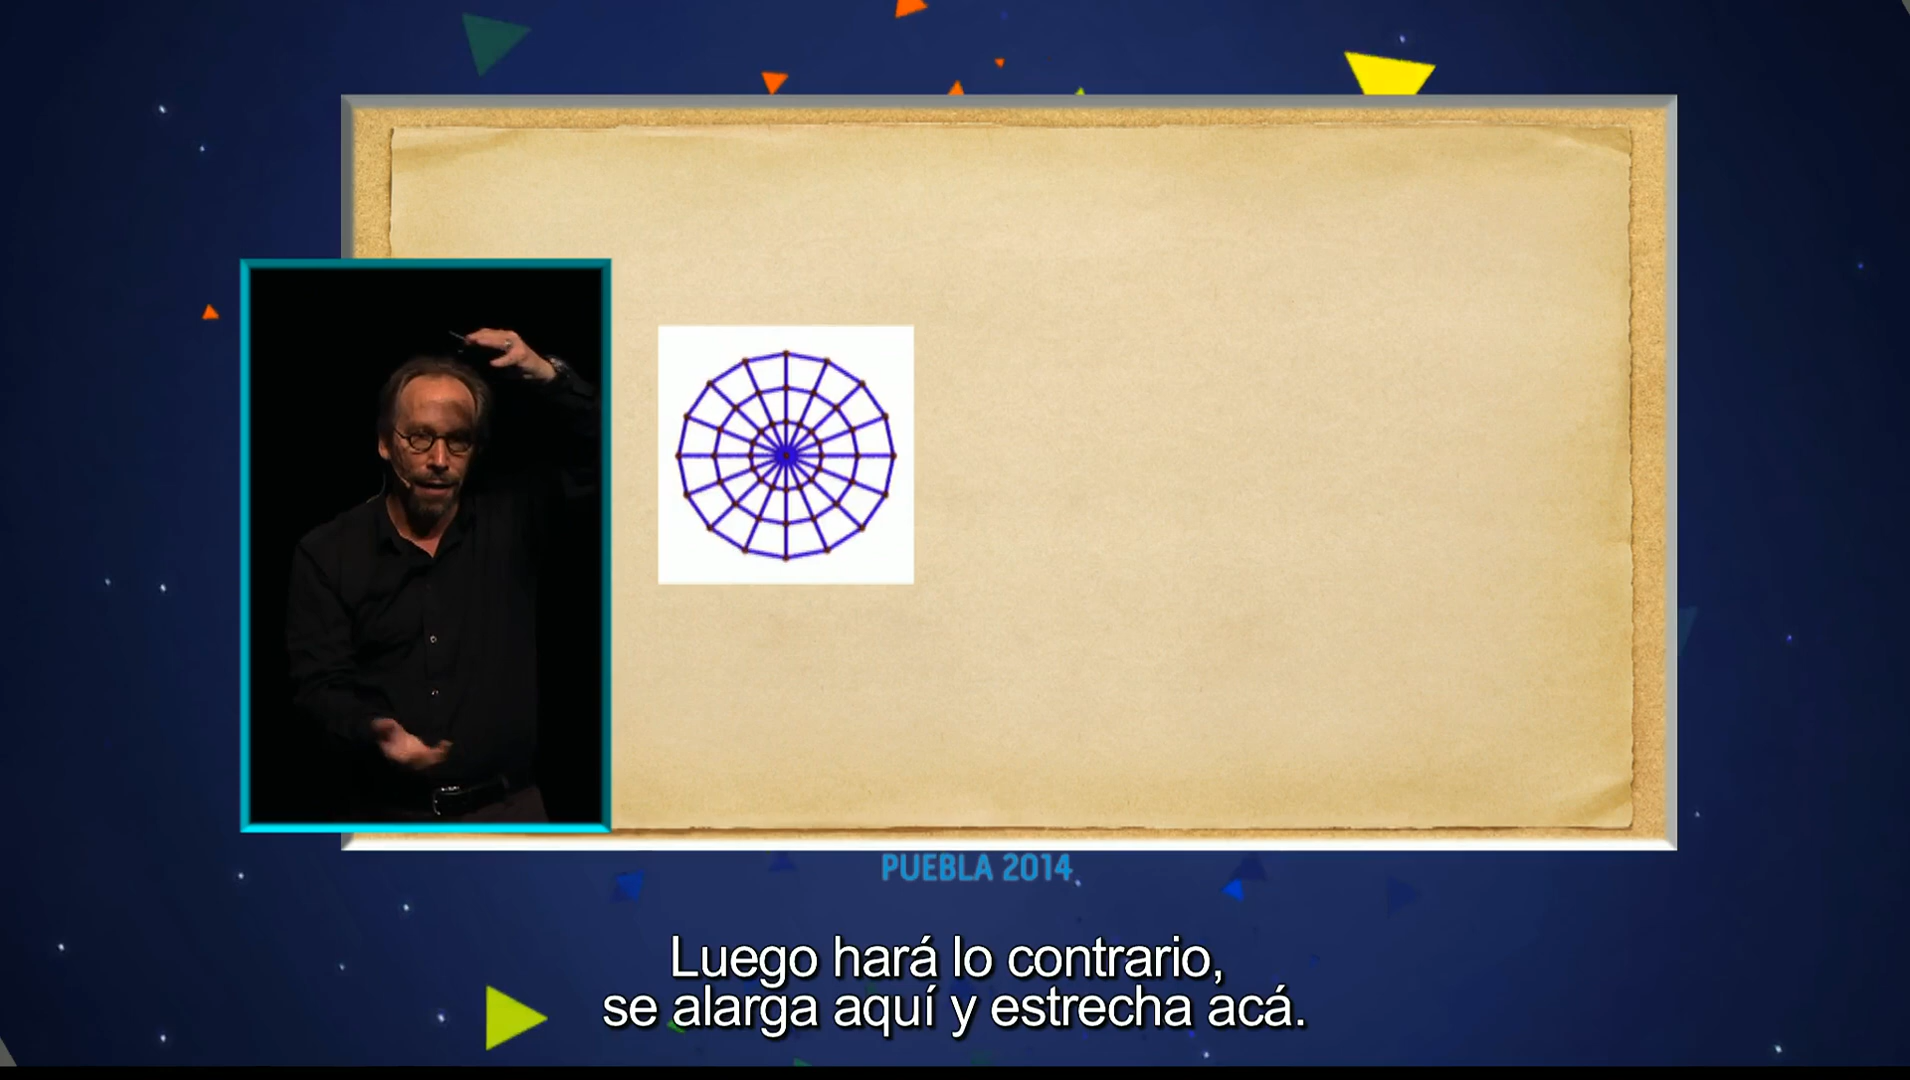 PUEBLA 2014
Luego hará lo contrario,
se alarga aquí y estrecha acá.